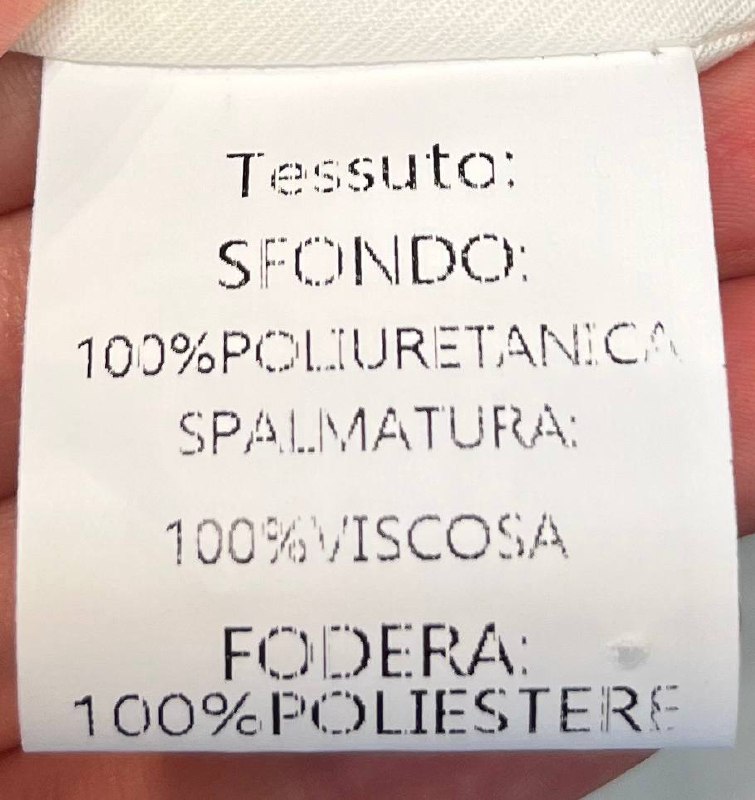 Tessuto:
SFONDO:
100%POLIURETANICA
SPALMATURA:
100%VISCOSA
FODERA:
100%POLIESTERE